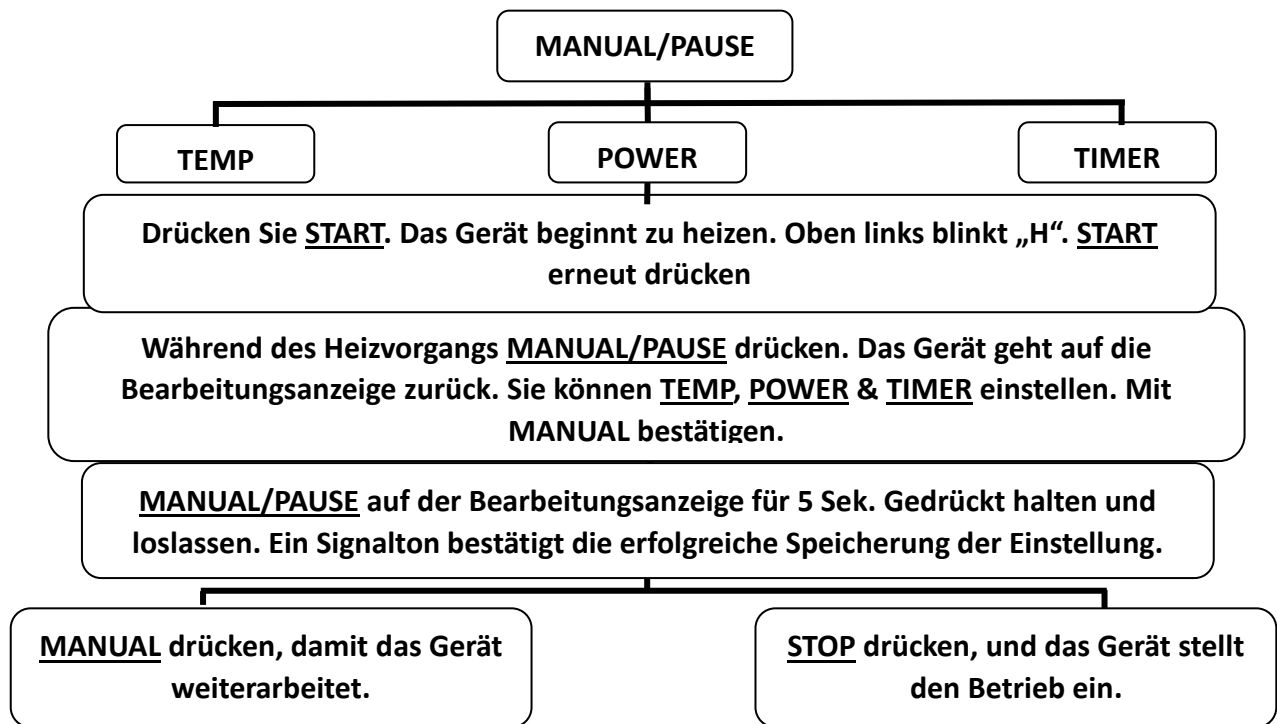 MANUAL/PAUSE
TEMP
POWER
TIMER
Drücken Sie START. Das Gerät beginnt zu heizen. Oben links blinkt „H“. START
erneut drücken
Während des Heizvorgangs MANUAL/PAUSE drücken. Das Gerät geht auf die
Bearbeitungsanzeige zurück. Sie können TEMP, POWER & TIMER einstellen. Mit
MANUAL bestätigen.
MANUAL/PAUSE auf der Bearbeitungsanzeige für 5 Sek. Gedrückt halten und
loslassen. Ein Signalton bestätigt die erfolgreiche Speicherung der Einstellung.
MANUAL drücken, damit das Gerät
weiterarbeitet.
STOP drücken, und das Gerät stellt
den Betrieb ein.